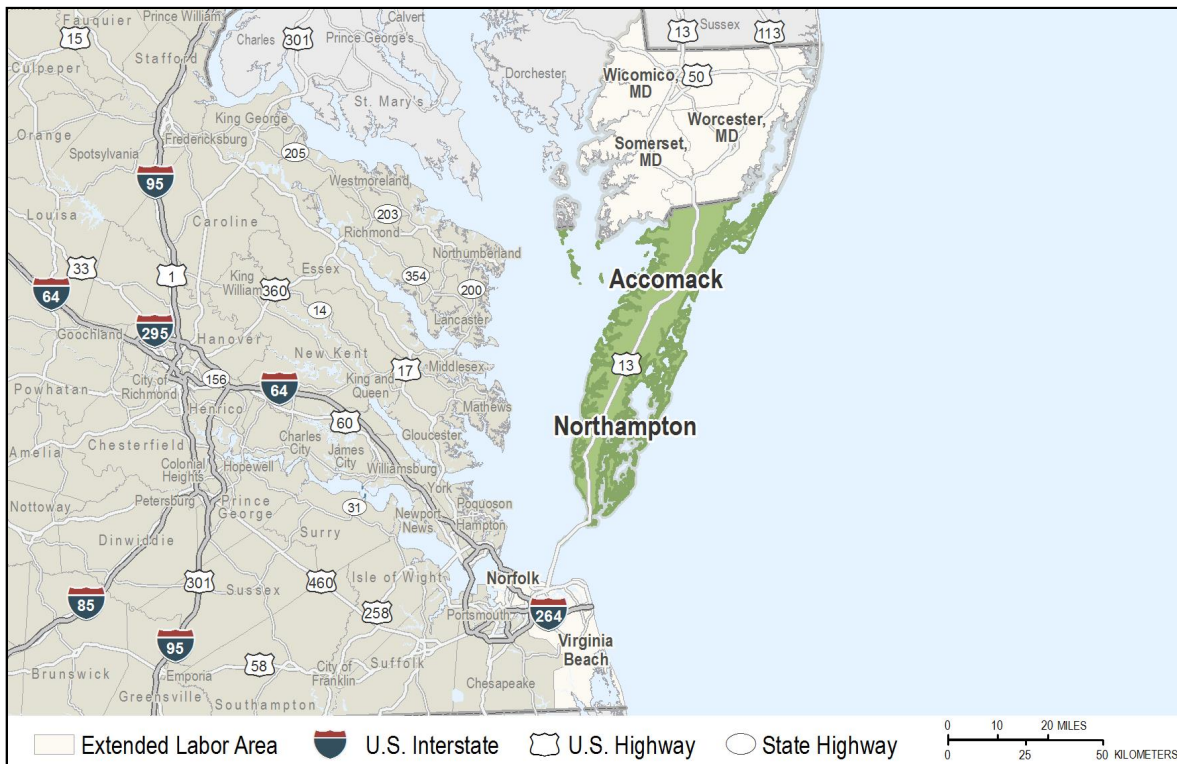 Fauquier
Prince William
Charles
301
Prince George's
Calvert
13
Sussex
113
15
Stafford
Culpeper
Dorchester
Wicomico,
MD
50
St. Mary's
King George
Worcester,
MD
Orange
Fredericksburg
205
Somerset,
MD
Spotsylvania
95
Westmoreland
Louisa
Caroline
203
Richmond
Northumberland
33
1
King
William
360
Essex
354
200
Accomack
64
14
Lancaster
295
Goochland
Hanover
New Kent
Middlesex
13
Powhatan
City of
Richmond
156
64
King and
Queen
17
Mathews
Henrico
60
Northampton
Amelia
Chesterfield
Charles
City
James
City
Gloucester
Colonial
Heights
Hopewell
Williamsburg
York
Nottoway
Petersburg
Prince
George
31
Newport
News
Poquoson
Hampton
Dinwiddie
Surry
301
Sussex
460
Isle of Wight
Norfolk
85
258
Portsmouth
264
95
Virginia
Beach
Brunswick
58
City of
Franklin
Suffolk
Emporia
Chesapeake
Greensville
Southampton
Extended Labor Area
U.S. Interstate
U.S. Highway
State Highway
0 10 20 MILES
0 25 50 KILOMETERS